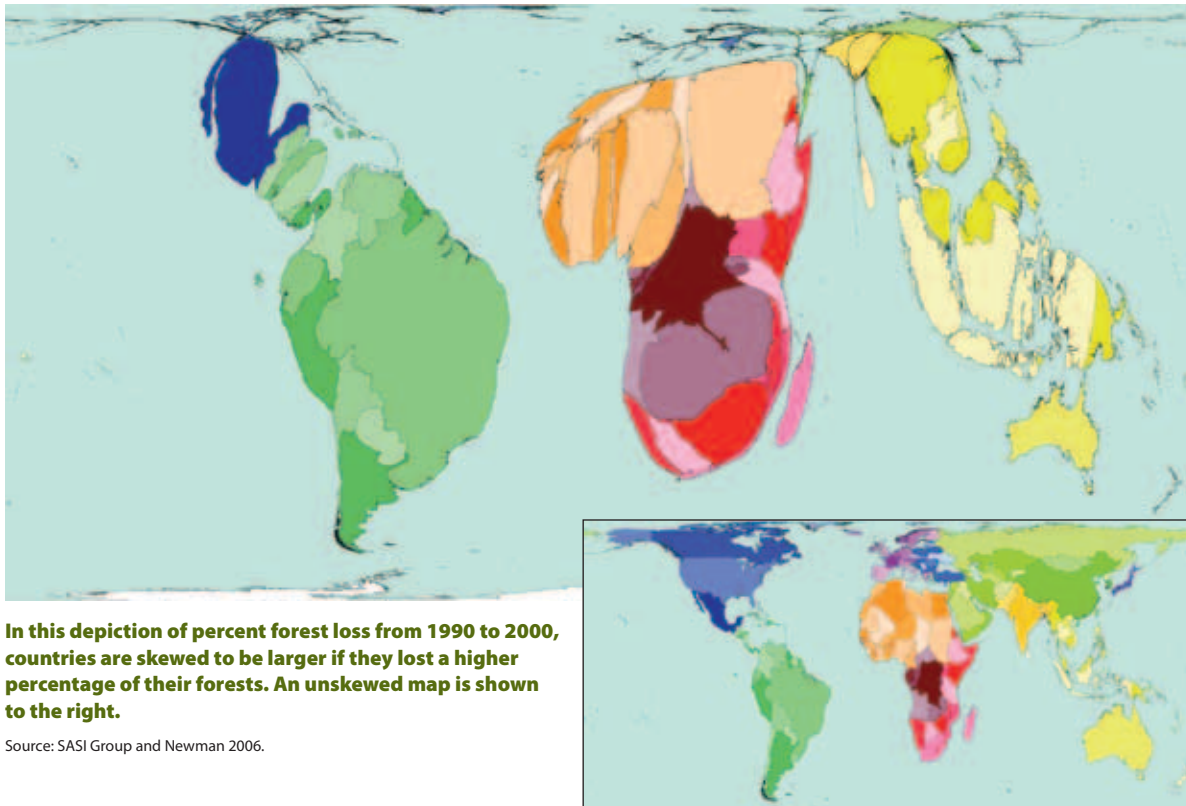 In this depiction of percent forest loss from 1990 to 2000,
countries are skewed to be larger if they lost a higher
percentage of their forests. An unskewed map is shown
to the right.
Source: SASI Group and Newman 2006.